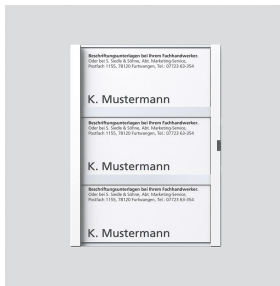 Beschriftungsunterlagen bei Ihrem Fachhandwerker.
Oder bei S. Siedle & Söhne, Abt. Marketing-Service,
Postfach 1155, 78120 Furtwangen, Tel.: 07723 63-354
K. Mustermann
Beschriftungsunterlagen bei Ihrem Fachhandwerker.
Oder bei S. Siedle & Söhne, Abt. Marketing-Service,
Postfach 1155, 78120 Furtwangen, Tel.: 07723 63-354
K. Mustermann
Beschriftungsunterlagen bei Ihrem Fachhandwerker.
Oder bei S. Siedle & Söhne, Abt. Marketing-Service,
Postfach 1155, 78120 Furtwangen, Tel.: 07723 63-354
K. Mustermann